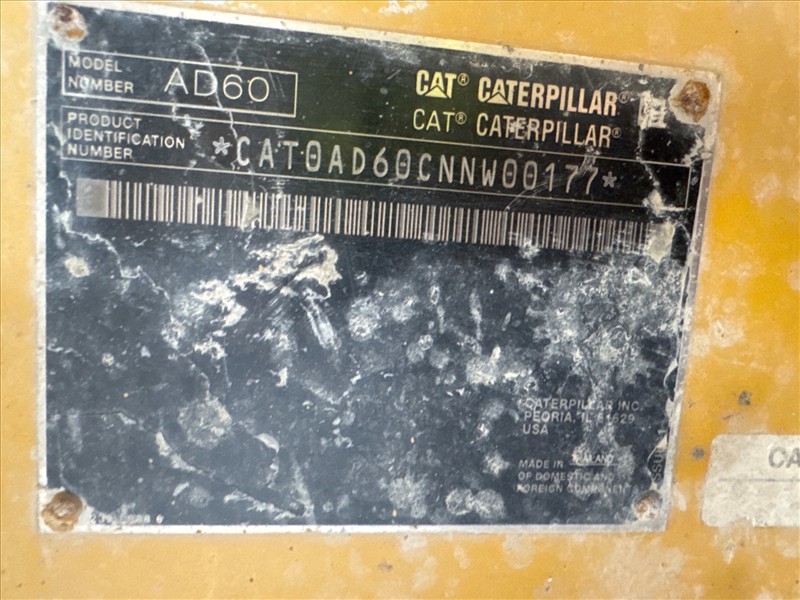 MODEL
NUMBER
AD60
CAT® CATERPILLAR®
CAT® CATERPILLAR®
PRODUCT
IDENTIFICATION
NUMBER
*CAT0AD60CNNW00177*
CATERPILLAR INC.
PEORIA, IL 61629
USA
MADE IN
OF DOMESTIC AND
FOREIGN COMPONENTS
CA